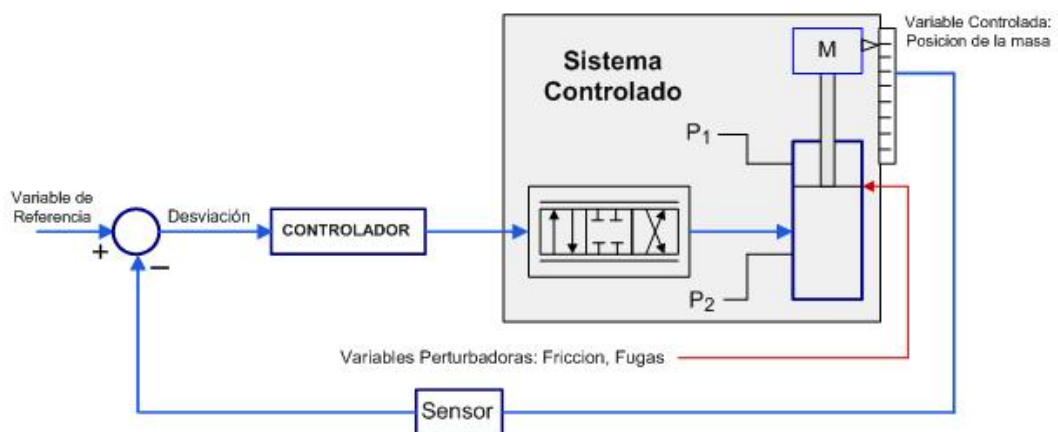 Variable Controlada:
Posicion de la masa
M
Sistema
Controlado
P1
Variable de
Referencia
Desviación
CONTROLADOR
+
−
P2
Variables Perturbadoras: Friccion, Fugas
Sensor